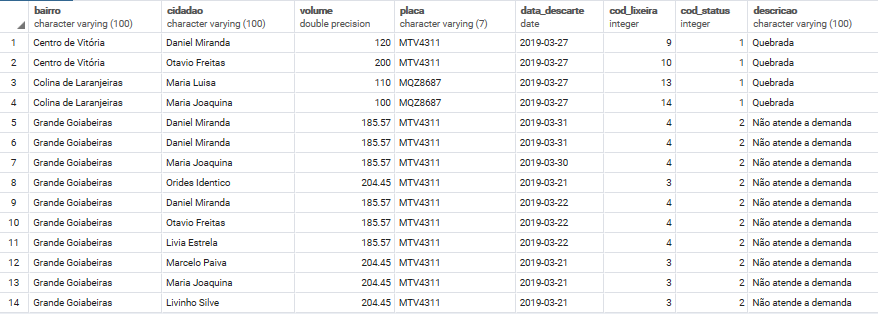 bairro cidadao volume placa data_descarte cod_lixeira cod_status descricao
character varying (100) character varying (100) double precision character varying (7) date integer integer character varying (100)
1 Centro de Vitória Daniel Miranda 120 MTV4311 2019-03-27 9 1 Quebrada
2 Centro de Vitória Otavio Freitas 200 MTV4311 2019-03-27 10 1 Quebrada
3 Colina de Laranjeiras Maria Luisa 110 MQZ8687 2019-03-27 13 1 Quebrada
4 Colina de Laranjeiras Maria Joaquina 100 MQZ8687 2019-03-27 14 1 Quebrada
5 Grande Goiabeiras Daniel Miranda 185.57 MTV4311 2019-03-31 4 2 Não atende a demanda
6 Grande Goiabeiras Daniel Miranda 185.57 MTV4311 2019-03-31 4 2 Não atende a demanda
7 Grande Goiabeiras Maria Joaquina 185.57 MTV4311 2019-03-30 4 2 Não atende a demanda
8 Grande Goiabeiras Orides Identico 204.45 MTV4311 2019-03-21 3 2 Não atende a demanda
9 Grande Goiabeiras Daniel Miranda 185.57 MTV4311 2019-03-22 4 2 Não atende a demanda
10 Grande Goiabeiras Otavio Freitas 185.57 MTV4311 2019-03-22 4 2 Não atende a demanda
11 Grande Goiabeiras Livia Estrela 185.57 MTV4311 2019-03-22 4 2 Não atende a demanda
12 Grande Goiabeiras Marcelo Paiva 204.45 MTV4311 2019-03-21 3 2 Não atende a demanda
13 Grande Goiabeiras Maria Joaquina 204.45 MTV4311 2019-03-21 3 2 Não atende a demanda
14 Grande Goiabeiras Livinho Silve 204.45 MTV4311 2019-03-21 3 2 Não atende a demanda